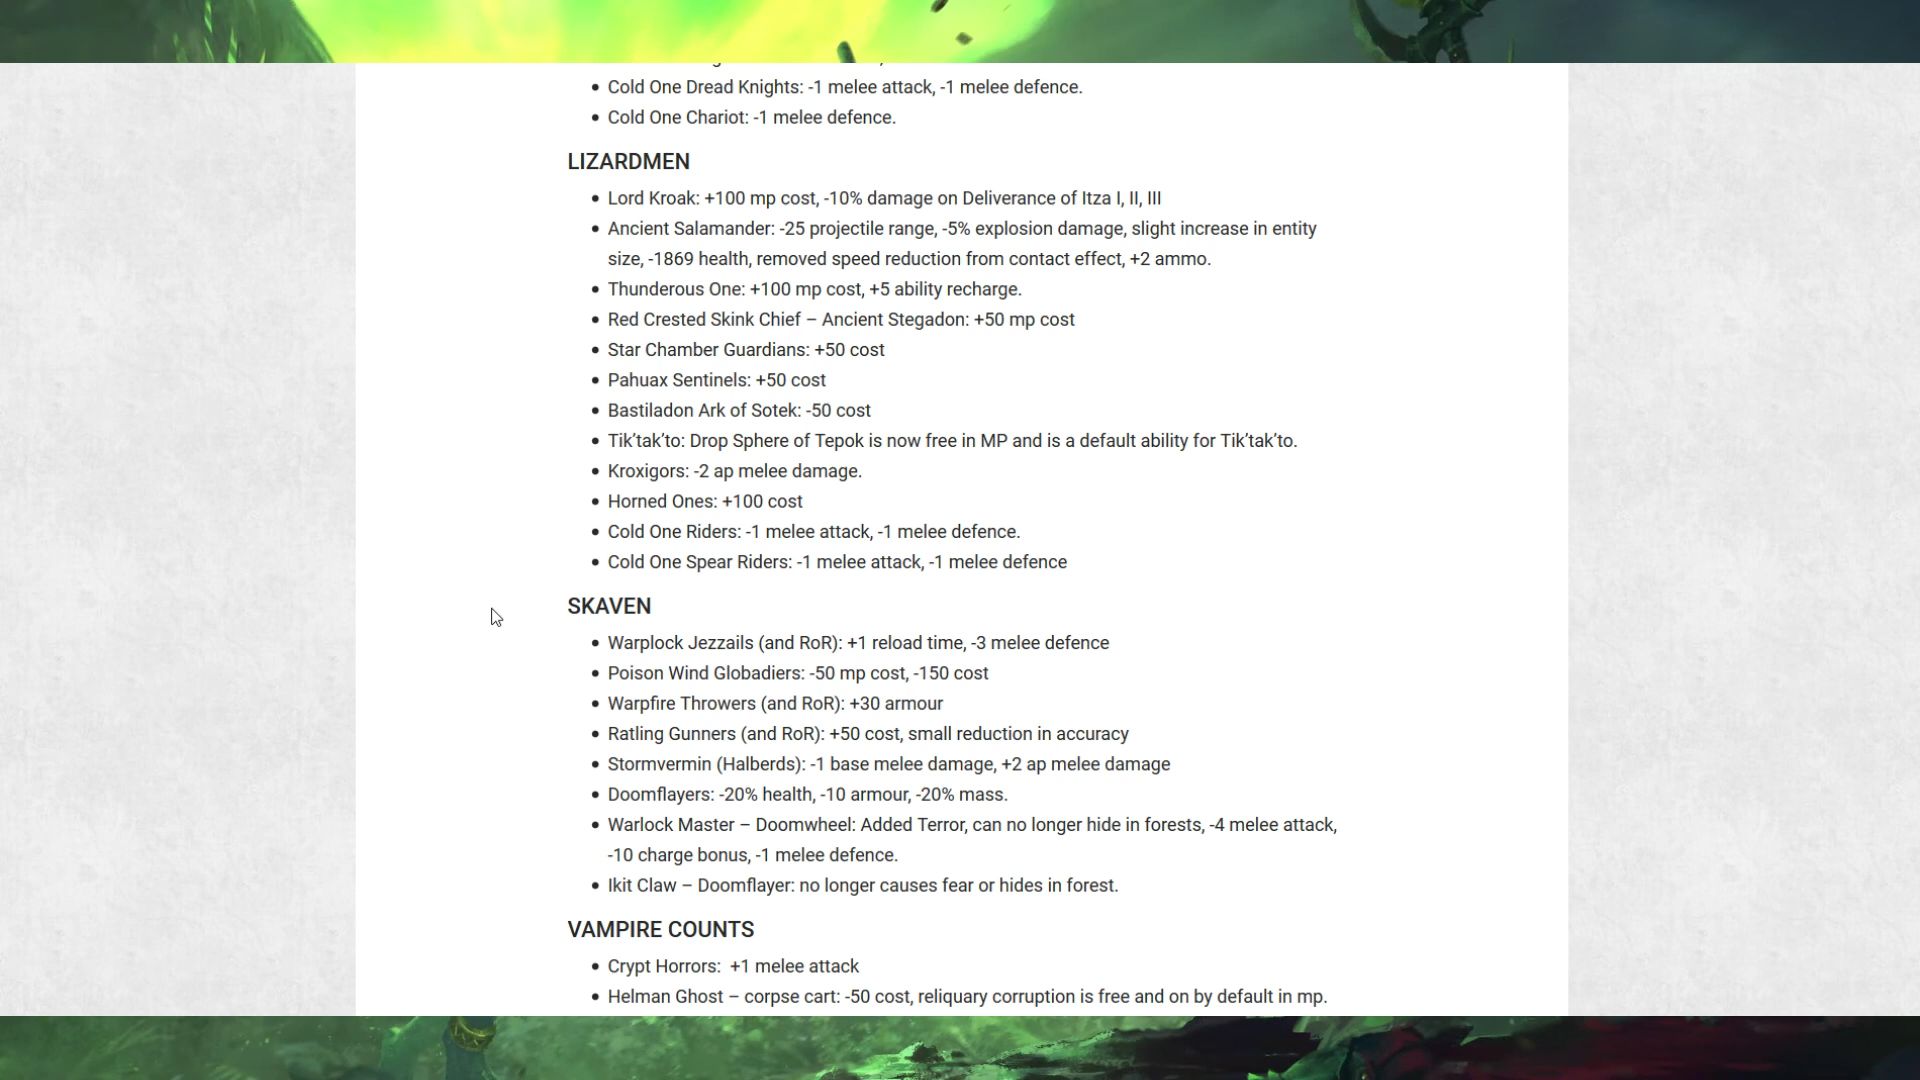 Cold One Dread Knights: -1 melee attack, -1 melee defence.
Cold One Chariot: -1 melee defence.
LIZARDMEN
Lord Kroak: +100 mp cost, -10% damage on Deliverance of Itza I, II, III
Ancient Salamander: -25 projectile range, -5% explosion damage, slight increase in entity
size, -1869 health, removed speed reduction from contact effect, +2 ammo.
Thunderous One: +100 mp cost, +5 ability recharge.
Red Crested Skink Chief – Ancient Stegadon: +50 mp cost
Star Chamber Guardians: +50 cost
Pahuax Sentinels: +50 cost
Bastiladon Ark of Sotek: -50 cost
Tik’tak’to: Drop Sphere of Tepok is now free in MP and is a default ability for Tik’tak’to.
Kroxigors: -2 ap melee damage.
Horned Ones: +100 cost
Cold One Riders: -1 melee attack, -1 melee defence.
Cold One Spear Riders: -1 melee attack, -1 melee defence
SKAVEN
Warplock Jezzails (and RoR): +1 reload time, -3 melee defence
Poison Wind Globadiers: -50 mp cost, -150 cost
Warpfire Throwers (and RoR): +30 armour
Ratling Gunners (and RoR): +50 cost, small reduction in accuracy
Stormvermin (Halberds): -1 base melee damage, +2 ap melee damage
Doomflayers: -20% health, -10 armour, -20% mass.
Warlock Master – Doomwheel: Added Terror, can no longer hide in forests, -4 melee attack,
-10 charge bonus, -1 melee defence.
Ikit Claw – Doomflayer: no longer causes fear or hides in forest.
VAMPIRE COUNTS
Crypt Horrors:  +1 melee attack
Helman Ghost – corpse cart: -50 cost, reliquary corruption is free and on by default in mp.